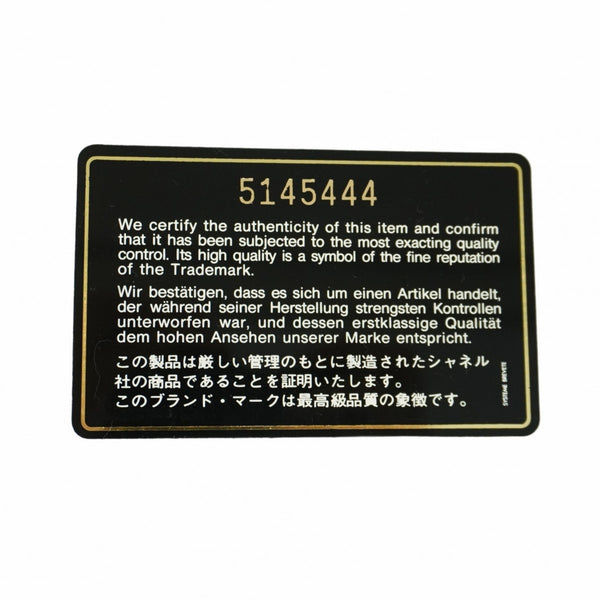 5145444
We certify the authenticity of this item and confirm
that it has been subjected to the most exacting quality
control. Its high quality is a symbol of the fine reputation
of the Trademark.
Wir bestätigen, dass es sich um einen Artikel handelt,
der während seiner Herstellung strengsten Kontrollen
unterworfen war, und dessen erstklassige Qualität
dem hohen Ansehen unserer Marke entspricht.
この製品は厳しい管理のもとに製造されたシャネル
社の商品であることを証明いたします。
このブランド・マークは最高級品質の象徴です。
SYSTEME BREVETE